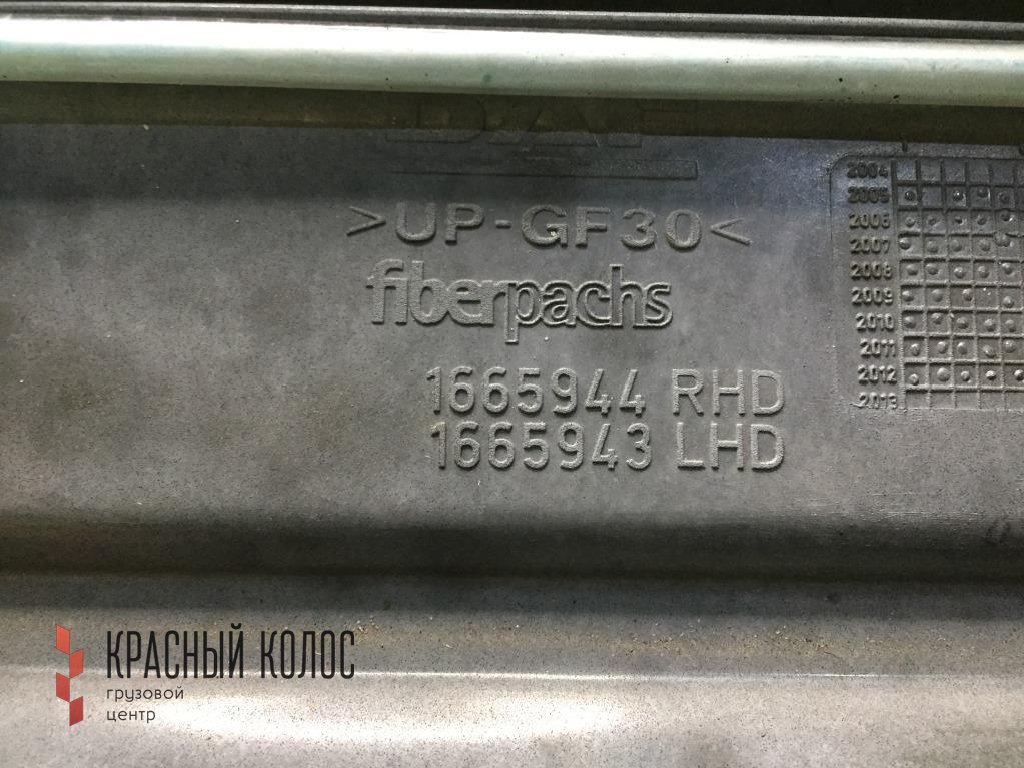 DAF
>UP-GF30<
fiberpachs
1665944 RHD
1665943 LHD
2004
2005
2006
2007
2008
2009
2010
2011
2012
2013
КРАСНЫЙ КОЛОС
грузовой
центр